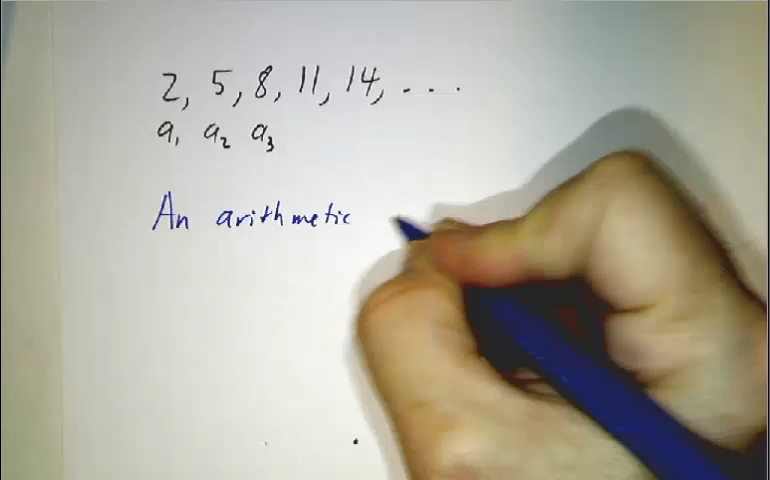 2, 5, 8, 11, 14, ...
a₁ a₂ a₃
An arithmetic